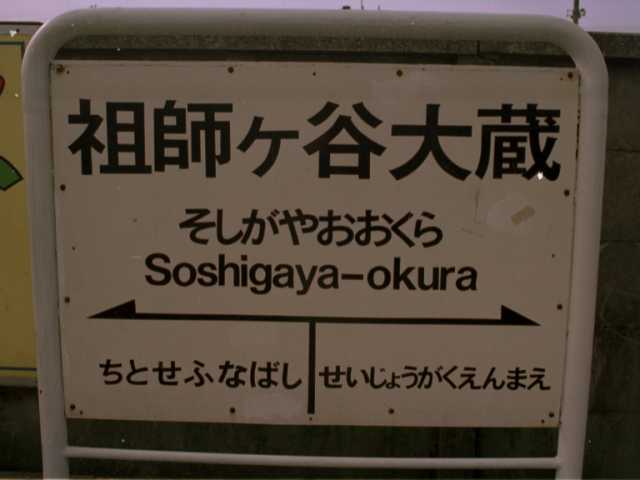 祖師ヶ谷大蔵
そしがやおおくら
Soshigaya-okura
ちとせふなばし せいじょうがくえんまえ